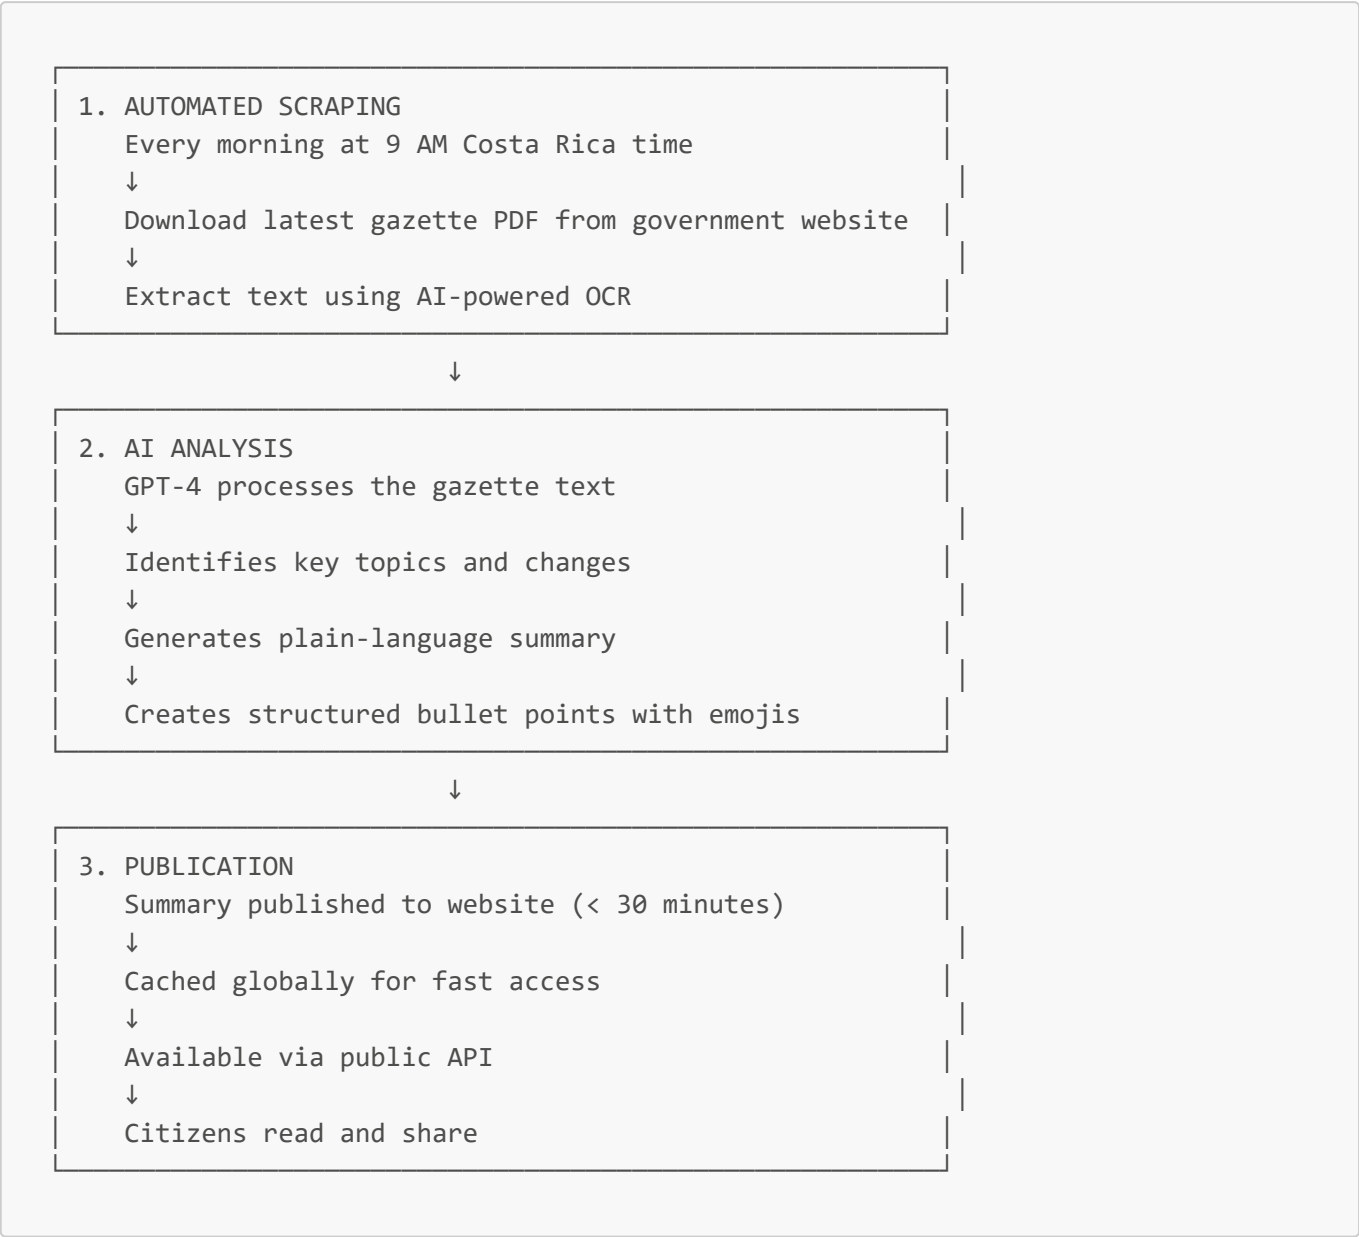 1. AUTOMATED SCRAPING
Every morning at 9 AM Costa Rica time
↓
Download latest gazette PDF from government website
↓
Extract text using AI-powered OCR
↓
2. AI ANALYSIS
GPT-4 processes the gazette text
↓
Identifies key topics and changes
↓
Generates plain-language summary
↓
Creates structured bullet points with emojis
↓
3. PUBLICATION
Summary published to website (< 30 minutes)
↓
Cached globally for fast access
↓
Available via public API
↓
Citizens read and share